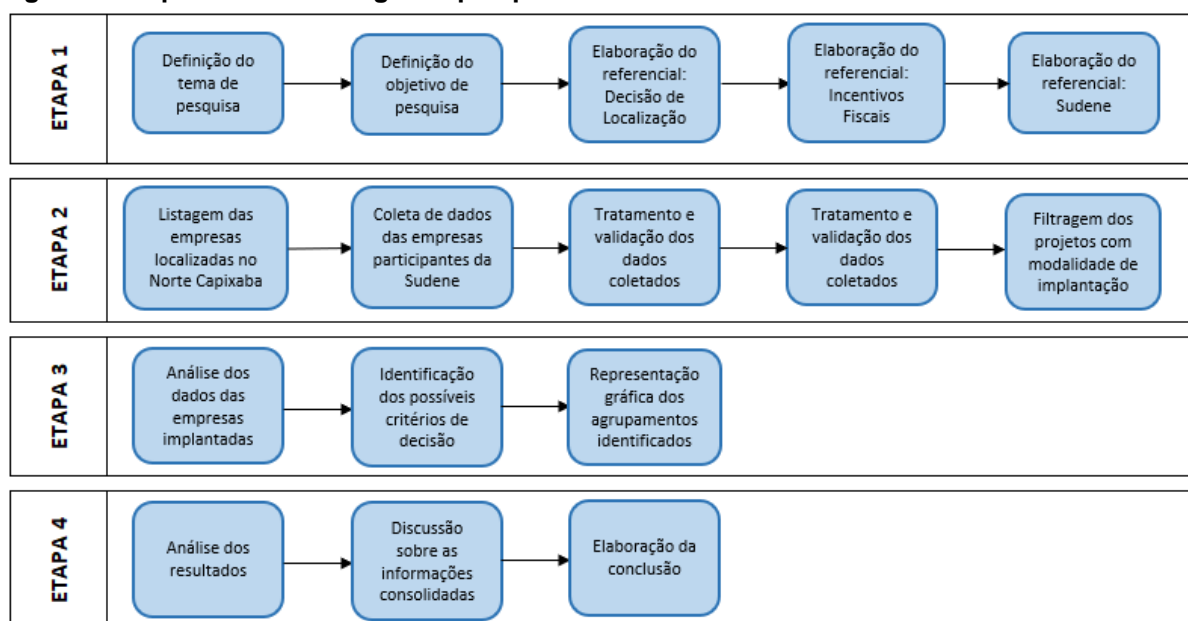 ETAPA 1
Definição do
tema de
pesquisa
Definição do
objetivo de
pesquisa
Elaboração do
referencial:
Decisão de
Localização
Elaboração do
referencial:
Incentivos
Fiscais
Elaboração do
referencial:
Sudene
ETAPA 2
Listagem das
empresas
localizadas no
Norte Capixaba
Coleta de dados
das empresas
participantes da
Sudene
Tratamento e
validação dos
dados
coletados
Tratamento e
validação dos
dados
coletados
Filtragem dos
projetos com
modalidade de
implantação
ETAPA 3
Análise dos
dados das
empresas
implantadas
Identificação
dos possíveis
critérios de
decisão
Representação
gráfica dos
agrupamentos
identificados
ETAPA 4
Análise dos
resultados
Discussão
sobre as
informações
consolidadas
Elaboração da
conclusão